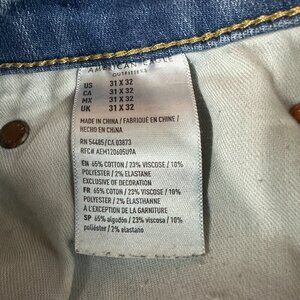 AMERICAN EAGLE
OUTFITTERS
US 31 X 32
CA 31 X 32
MX 31 X 32
UK 31 X 32
MADE IN CHINA / FABRIQUÉ EN CHINE /
HECHO EN CHINA
RN 54485/CA 03873
RFC# AEM120605U9A
EN 65% COTTON / 23% VISCOSE / 10%
POLYESTER / 2% ELASTANE
EXCLUSIVE OF DECORATION
FR 65% COTON / 23% VISCOSE / 10%
POLYESTER / 2% ÉLASTHANNE
À L'EXCEPTION DE LA GARNITURE
SP 65% algodón / 23% viscosa / 10%
poliéster / 2% elastano